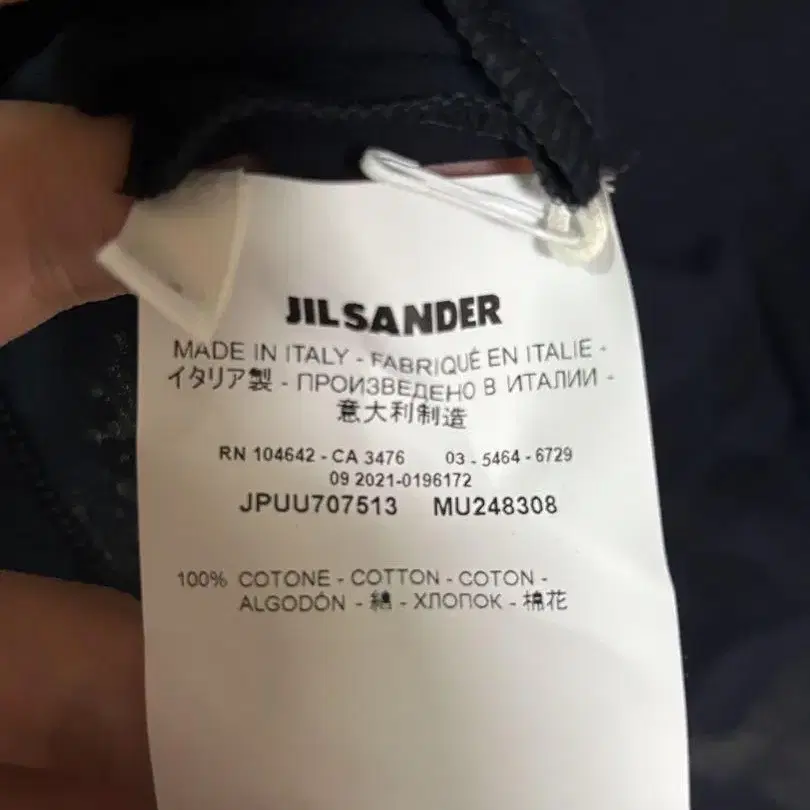 JIL SANDER
MADE IN ITALY - FABRIQUÉ EN ITALIE -
イタリア製 - ПРОИЗВЕДЕНО В ИТАЛИИ -
意大利制造
RN 104642 - CA 3476 03 - 5464 - 6729
09 2021-0196172
JPUU707513 MU248308
100% COTONE - COTTON - COTON -
ALGODÓN - 綿 - ХЛОПОК - 棉花